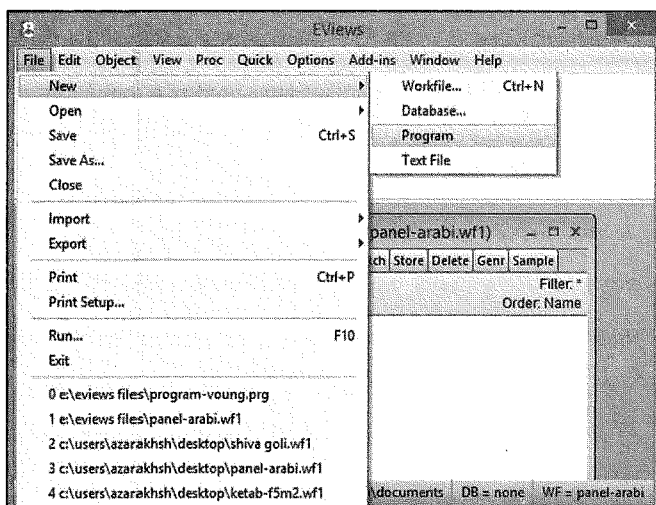 EViews
File Edit Object View Proc Quick Options Add-ins Window Help
New
Open
Save Ctrl+S
Save As...
Close
Import
Export
Print Ctrl+P
Print Setup...
Run... F10
Exit
0 e:\eviews files\program-voung.prg
1 e:\eviews files\panel-arabi.wf1
2 c:\users\azarakhsh\desktop\shiva goli.wf1
3 c:\users\azarakhsh\desktop\panel-arabi.wf1
4 c:\users\azarakhsh\desktop\ketab-f5m2.wf1
Workfile... Ctrl+N
Database...
Program
Text File
panel-arabi.wf1)
ch Store Delete Genr Sample
Filter: *
Order: Name
\documents DB = none WF = panel-arabi